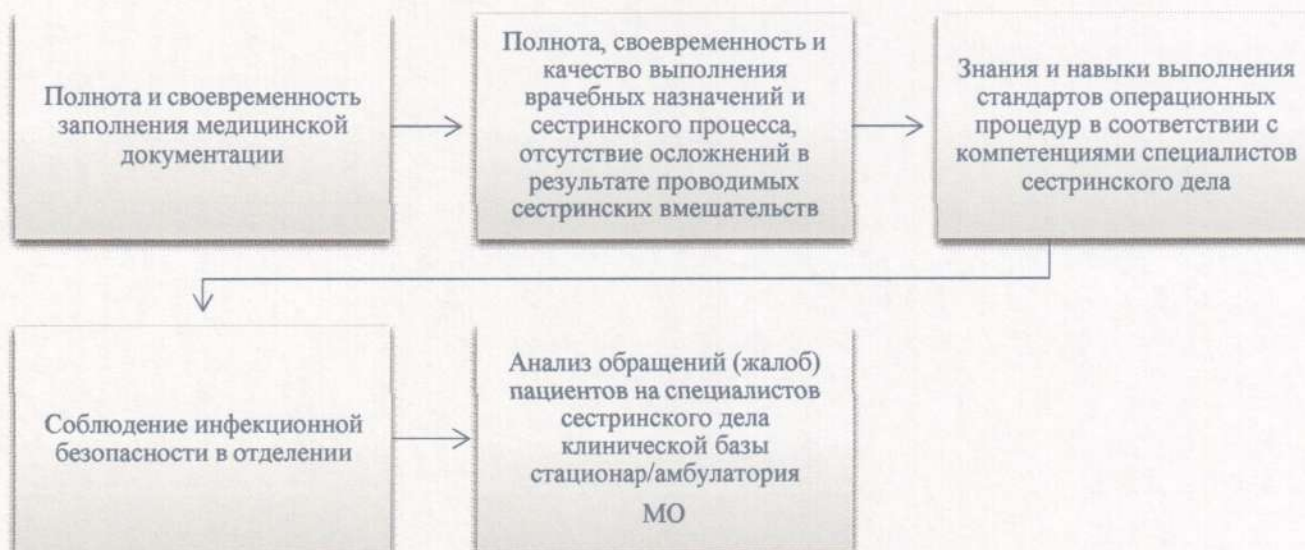 Полнота и своевременность
заполнения медицинской
документации
Полнота, своевременность и
качество выполнения
врачебных назначений и
сестринского процесса,
отсутствие осложнений в
результате проводимых
сестринских вмешательств
Знания и навыки выполнения
стандартов операционных
процедур в соответствии с
компетенциями специалистов
сестринского дела
Соблюдение инфекционной
безопасности в отделении
Анализ обращений (жалоб)
пациентов на специалистов
сестринского дела
клинической базы
стационар/амбулатория
МО